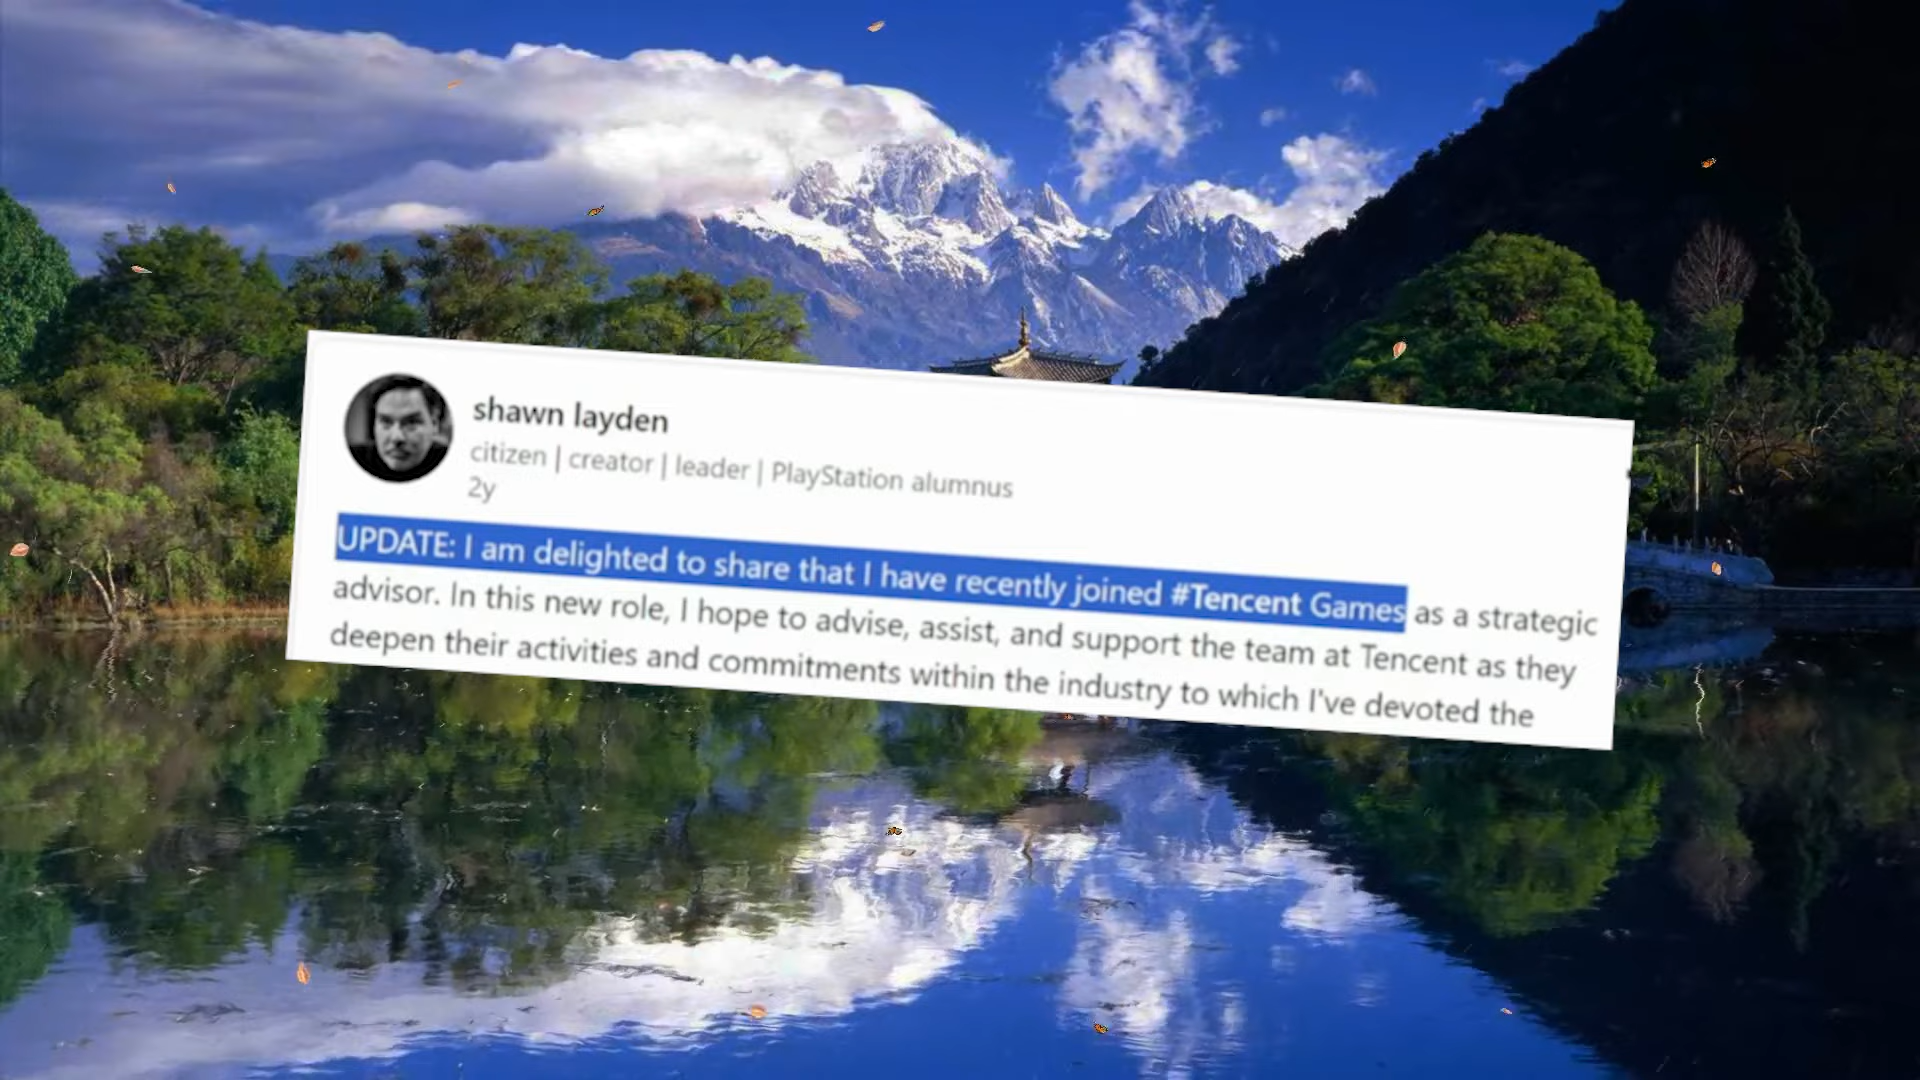 shawn layden
citizen | creator | leader | PlayStation alumnus
2y
UPDATE: I am delighted to share that I have recently joined #Tencent Games as a strategic
advisor. In this new role, I hope to advise, assist, and support the team at Tencent as they
deepen their activities and commitments within the industry to which I've devoted the